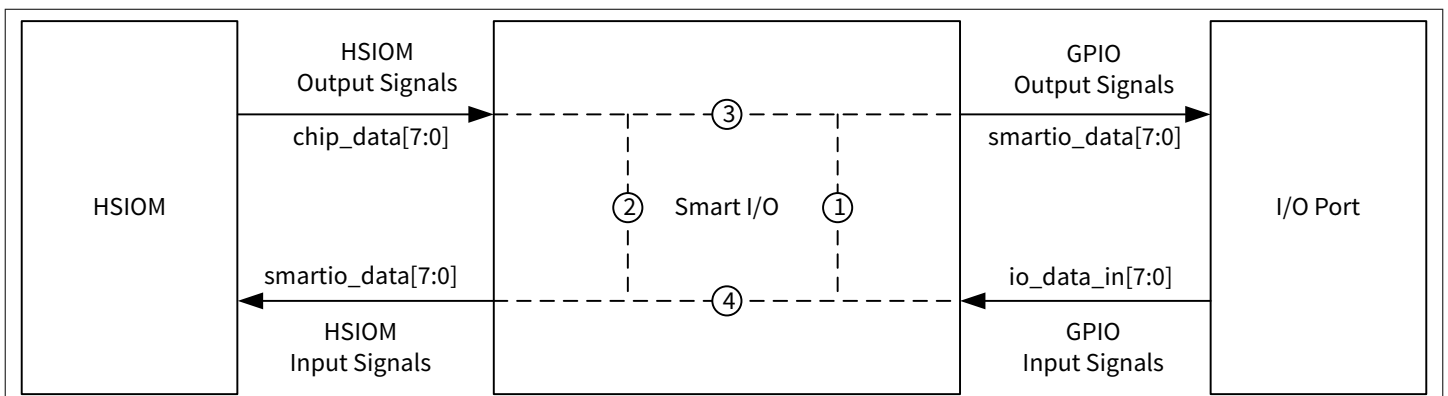 HSIOM
HSIOM
Output Signals
chip_data[7:0]
smartio_data[7:0]
HSIOM
Input Signals
3
2
Smart I/O
1
4
GPIO
Output Signals
smartio_data[7:0]
io_data_in[7:0]
GPIO
Input Signals
I/O Port